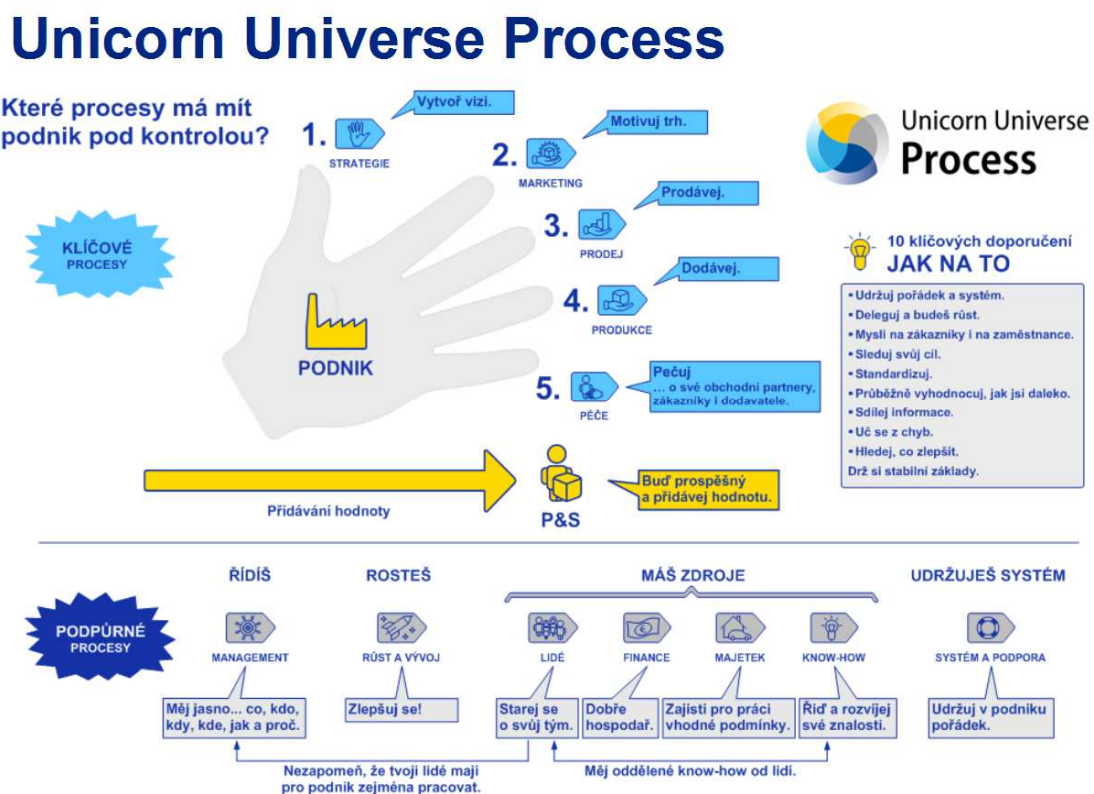 Unicorn Universe Process
Které procesy má mít
podnik pod kontrolou?
1.
STRATEGIE
Vytvoř vizi.
2.
MARKETING
Motivuj trh.
3.
PRODEJ
Prodávej.
4.
PRODUKCE
Dodávej.
5.
PÉČE
Pečuj
... o své obchodní partnery,
zákazníky i dodavatele.
KLÍČOVÉ
PROCESY
PODNIK
Přidávání hodnoty
P&S
Buď prospěšný
a přidávej hodnotu.
Unicorn Universe
Process
10 klíčových doporučení
JAK NA TO
▪ Udržuj pořádek a systém.
▪ Deleguj a budeš růst.
▪ Mysli na zákazníky i na zaměstnance.
▪ Sleduj svůj cíl.
▪ Standardizuj.
▪ Průběžně vyhodnocuj, jak jsi daleko.
▪ Sdílej informace.
▪ Uč se z chyb.
▪ Hledej, co zlepšit.
Drž si stabilní základy.
PODPŮRNÉ
PROCESY
ŘÍDÍŠ
MANAGEMENT
Měj jasno... co, kdo,
kdy, kde, jak a proč.
ROSTEŠ
RŮST A VÝVOJ
Zlepšuj se!
MÁŠ ZDROJE
LIDÉ
Starej se
o svůj tým.
FINANCE
Dobře
hospodař.
MAJETEK
Zajisti pro práci
vhodné podmínky.
KNOW-HOW
Řiď a rozvíjej
své znalosti.
UDRŽUJEŠ SYSTÉM
SYSTÉM A PODPORA
Udržuj v podniku
pořádek.
Nezapomeň, že tvoji lidé mají
pro podnik zejména pracovat.
Měj oddělené know-how od lidí.